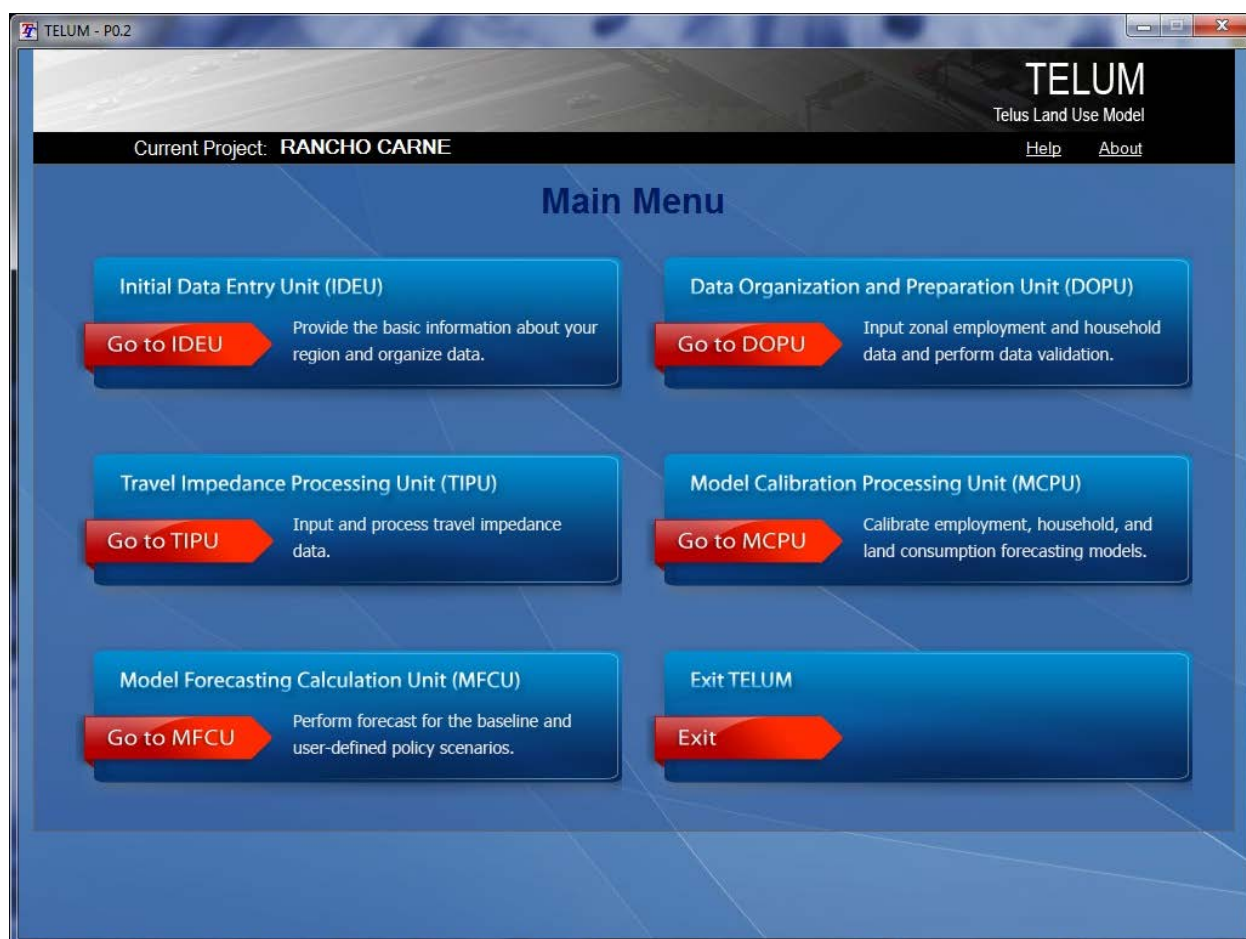 TELUM - P0.2
TELUM
Telus Land Use Model
Current Project: RANCHO CARNE
Help About
Main Menu
Initial Data Entry Unit (IDEU)
Go to IDEU
Provide the basic information about your
region and organize data.
Data Organization and Preparation Unit (DOPU)
Go to DOPU
Input zonal employment and household
data and perform data validation.
Travel Impedance Processing Unit (TIPU)
Go to TIPU
Input and process travel impedance
data.
Model Calibration Processing Unit (MCPU)
Go to MCPU
Calibrate employment, household, and
land consumption forecasting models.
Model Forecasting Calculation Unit (MFCU)
Go to MFCU
Perform forecast for the baseline and
user-defined policy scenarios.
Exit TELUM
Exit